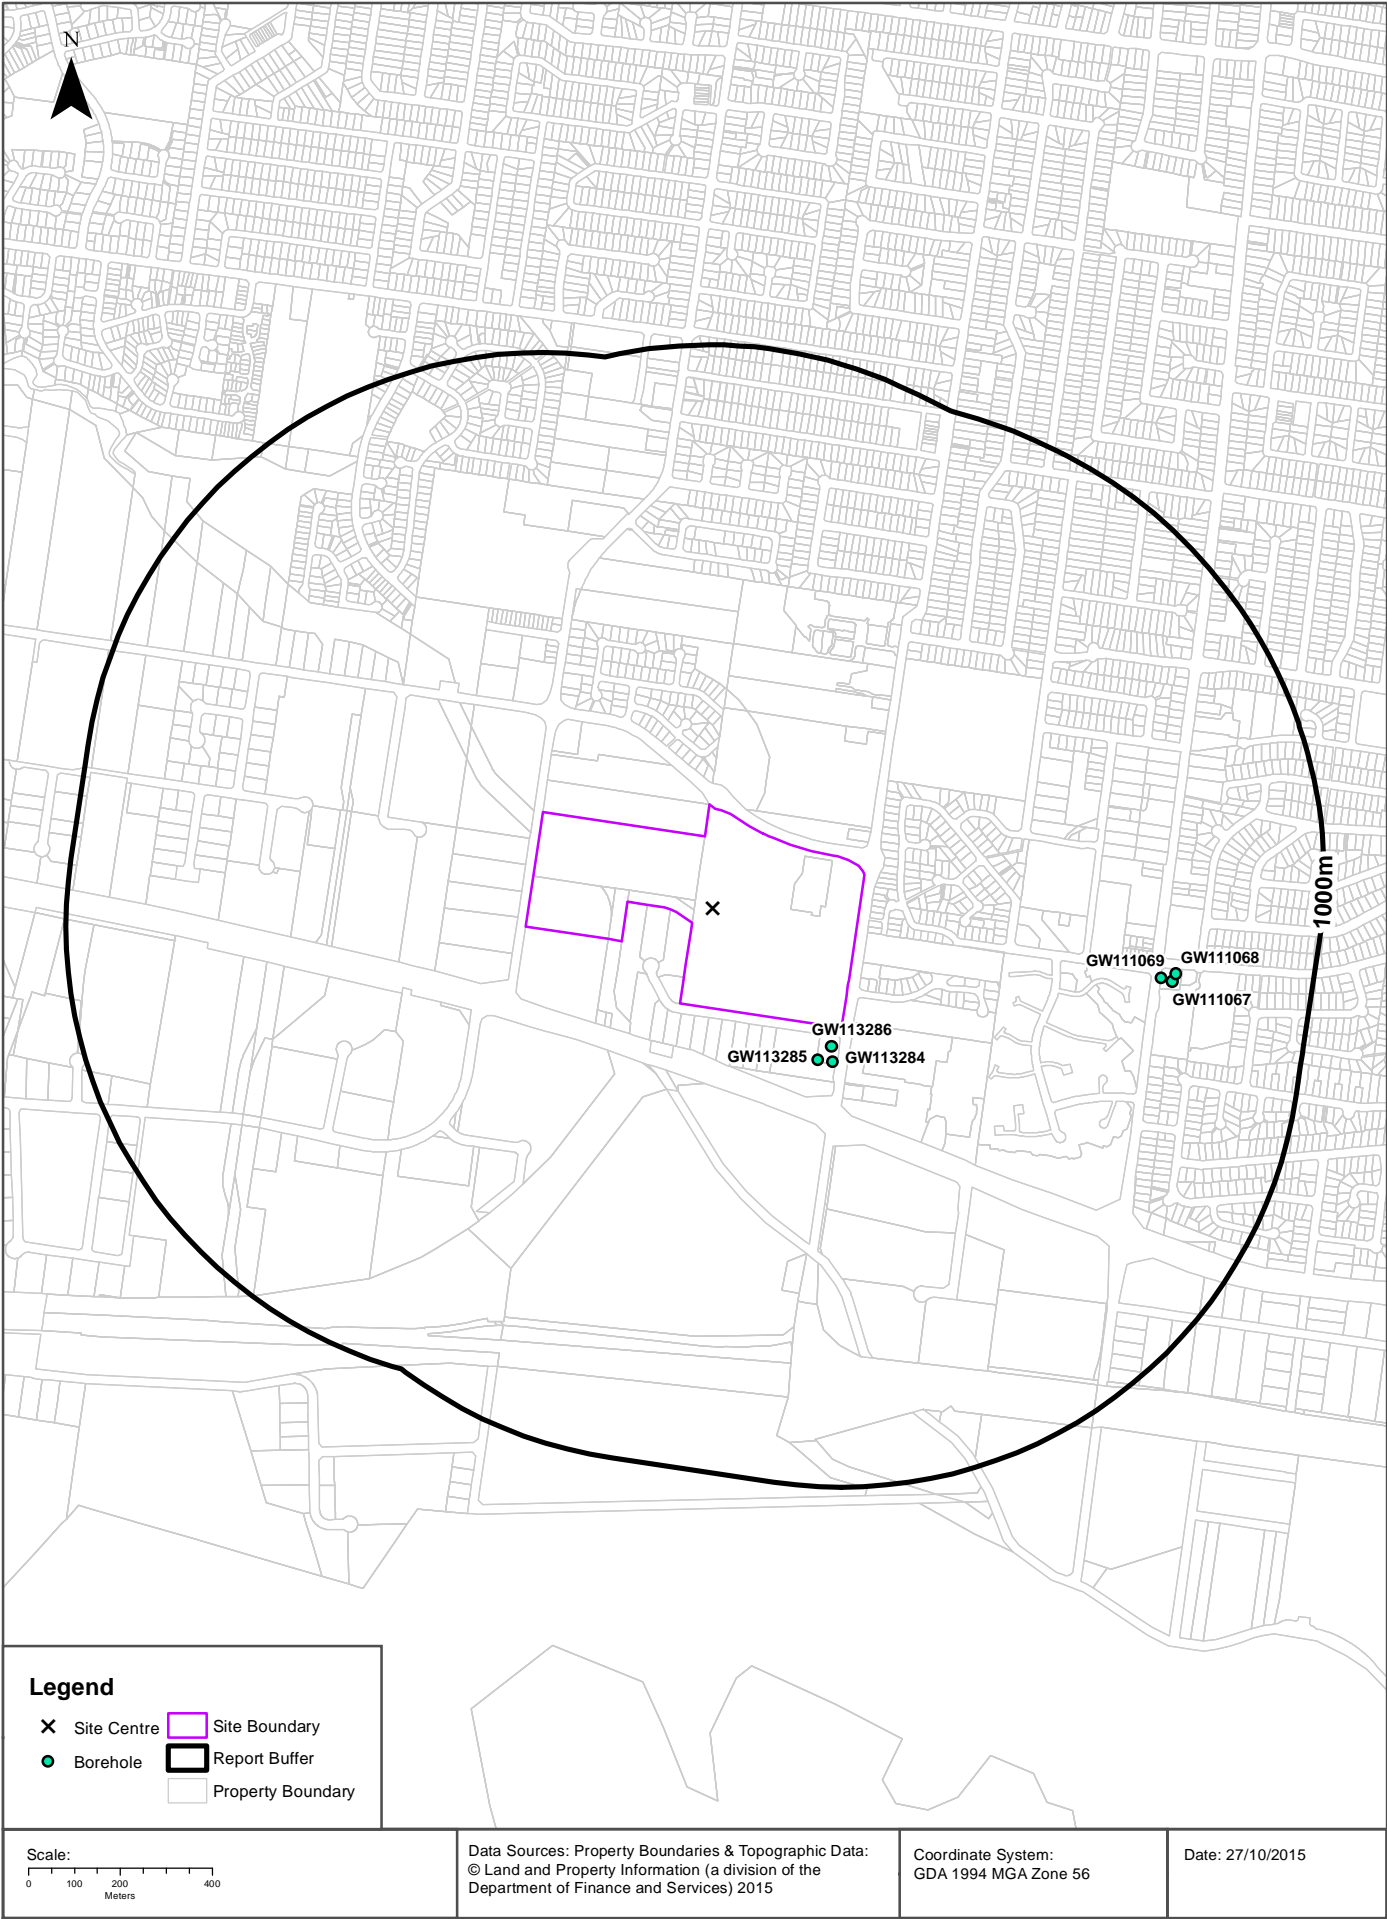 N
1000m
GW111069
GW111068
GW111067
GW113286
GW113285
GW113284
Legend
Site Centre
Site Boundary
Borehole
Report Buffer
Property Boundary
Scale:
0 100 200 400
Meters
Data Sources: Property Boundaries & Topographic Data:
© Land and Property Information (a division of the
Department of Finance and Services) 2015
Coordinate System:
GDA 1994 MGA Zone 56
Date: 27/10/2015